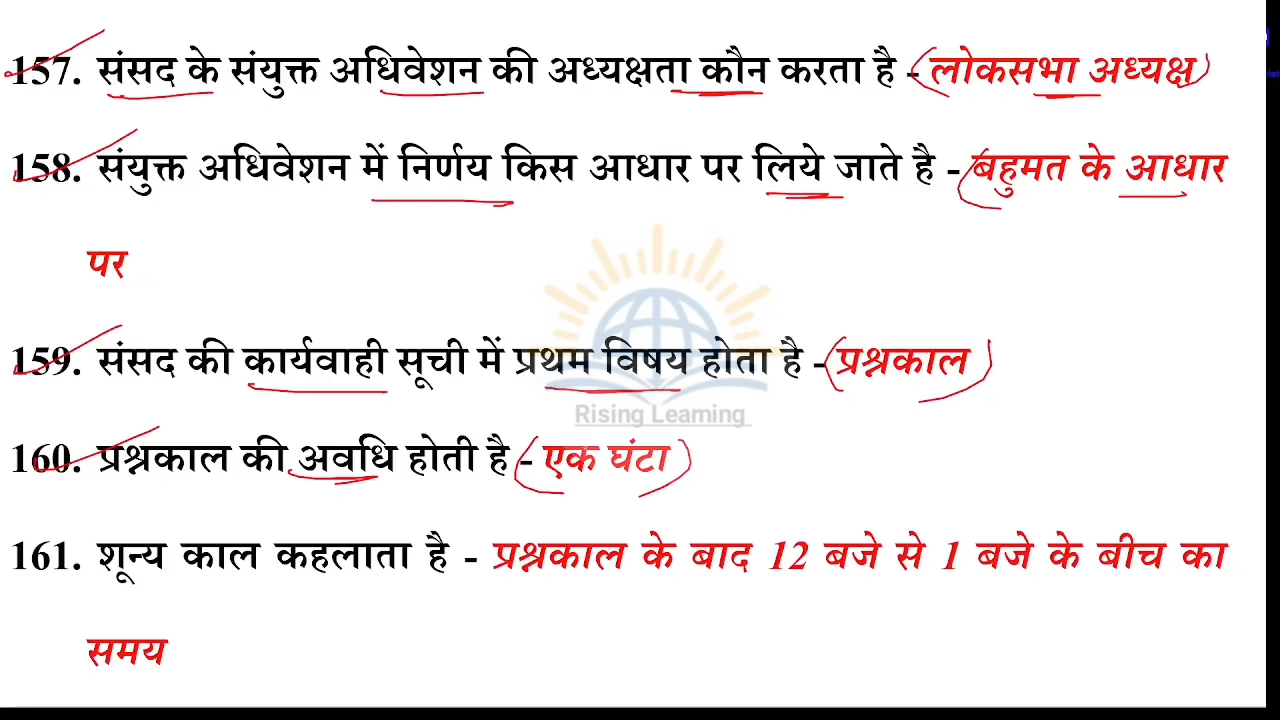 157. संसद के संयुक्त अधिवेशन की अध्यक्षता कौन करता है - लोकसभा अध्यक्ष
158. संयुक्त अधिवेशन में निर्णय किस आधार पर लिये जाते है - बहुमत के आधार
पर
159. संसद की कार्यवाही सूची में प्रथम विषय होता है - प्रश्नकाल
Rising Learning
160. प्रश्नकाल की अवधि होती है - एक घंटा
161. शून्य काल कहलाता है - प्रश्नकाल के बाद 12 बजे से 1 बजे के बीच का
समय